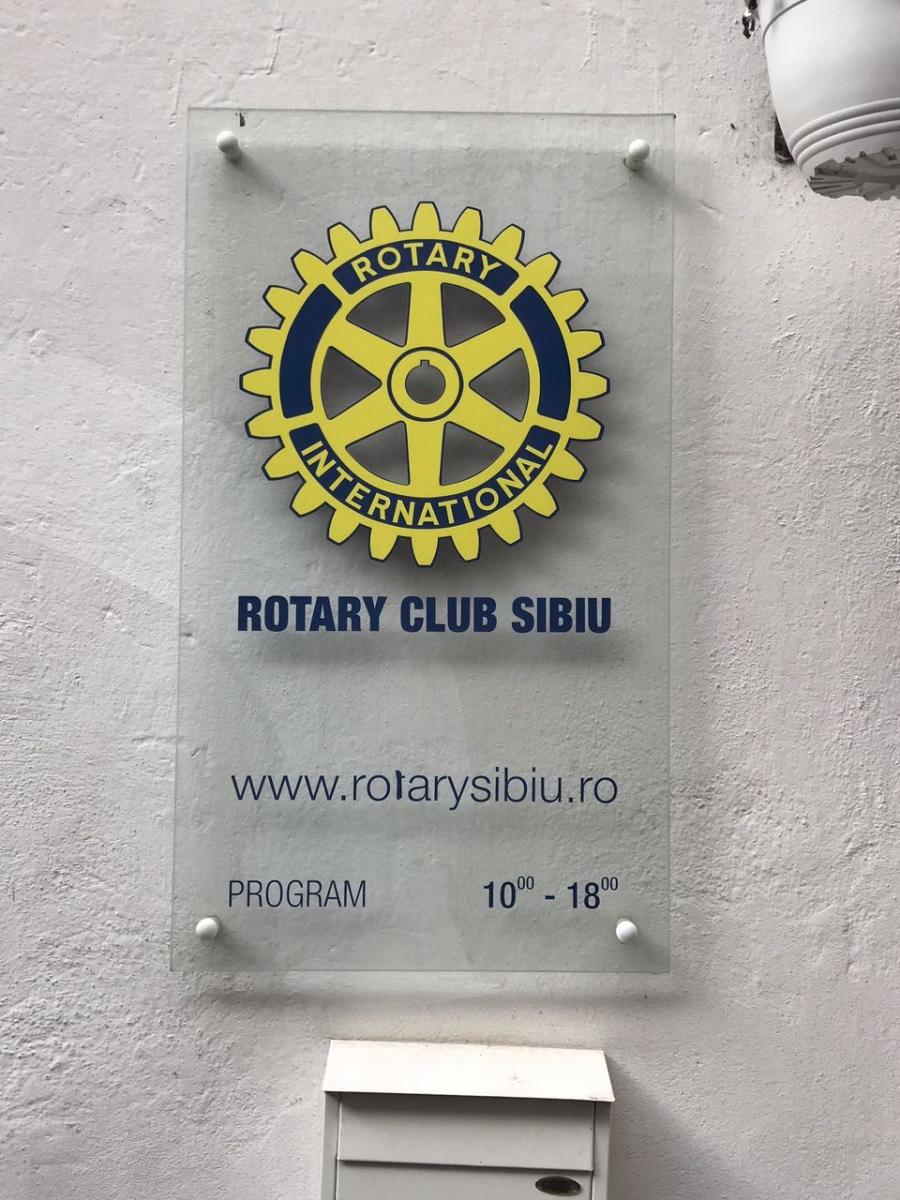 ROTARY
INTERNATIONAL
ROTARY CLUB SIBIU
www.rotarysibiu.ro
PROGRAM 10⁰⁰ - 18⁰⁰